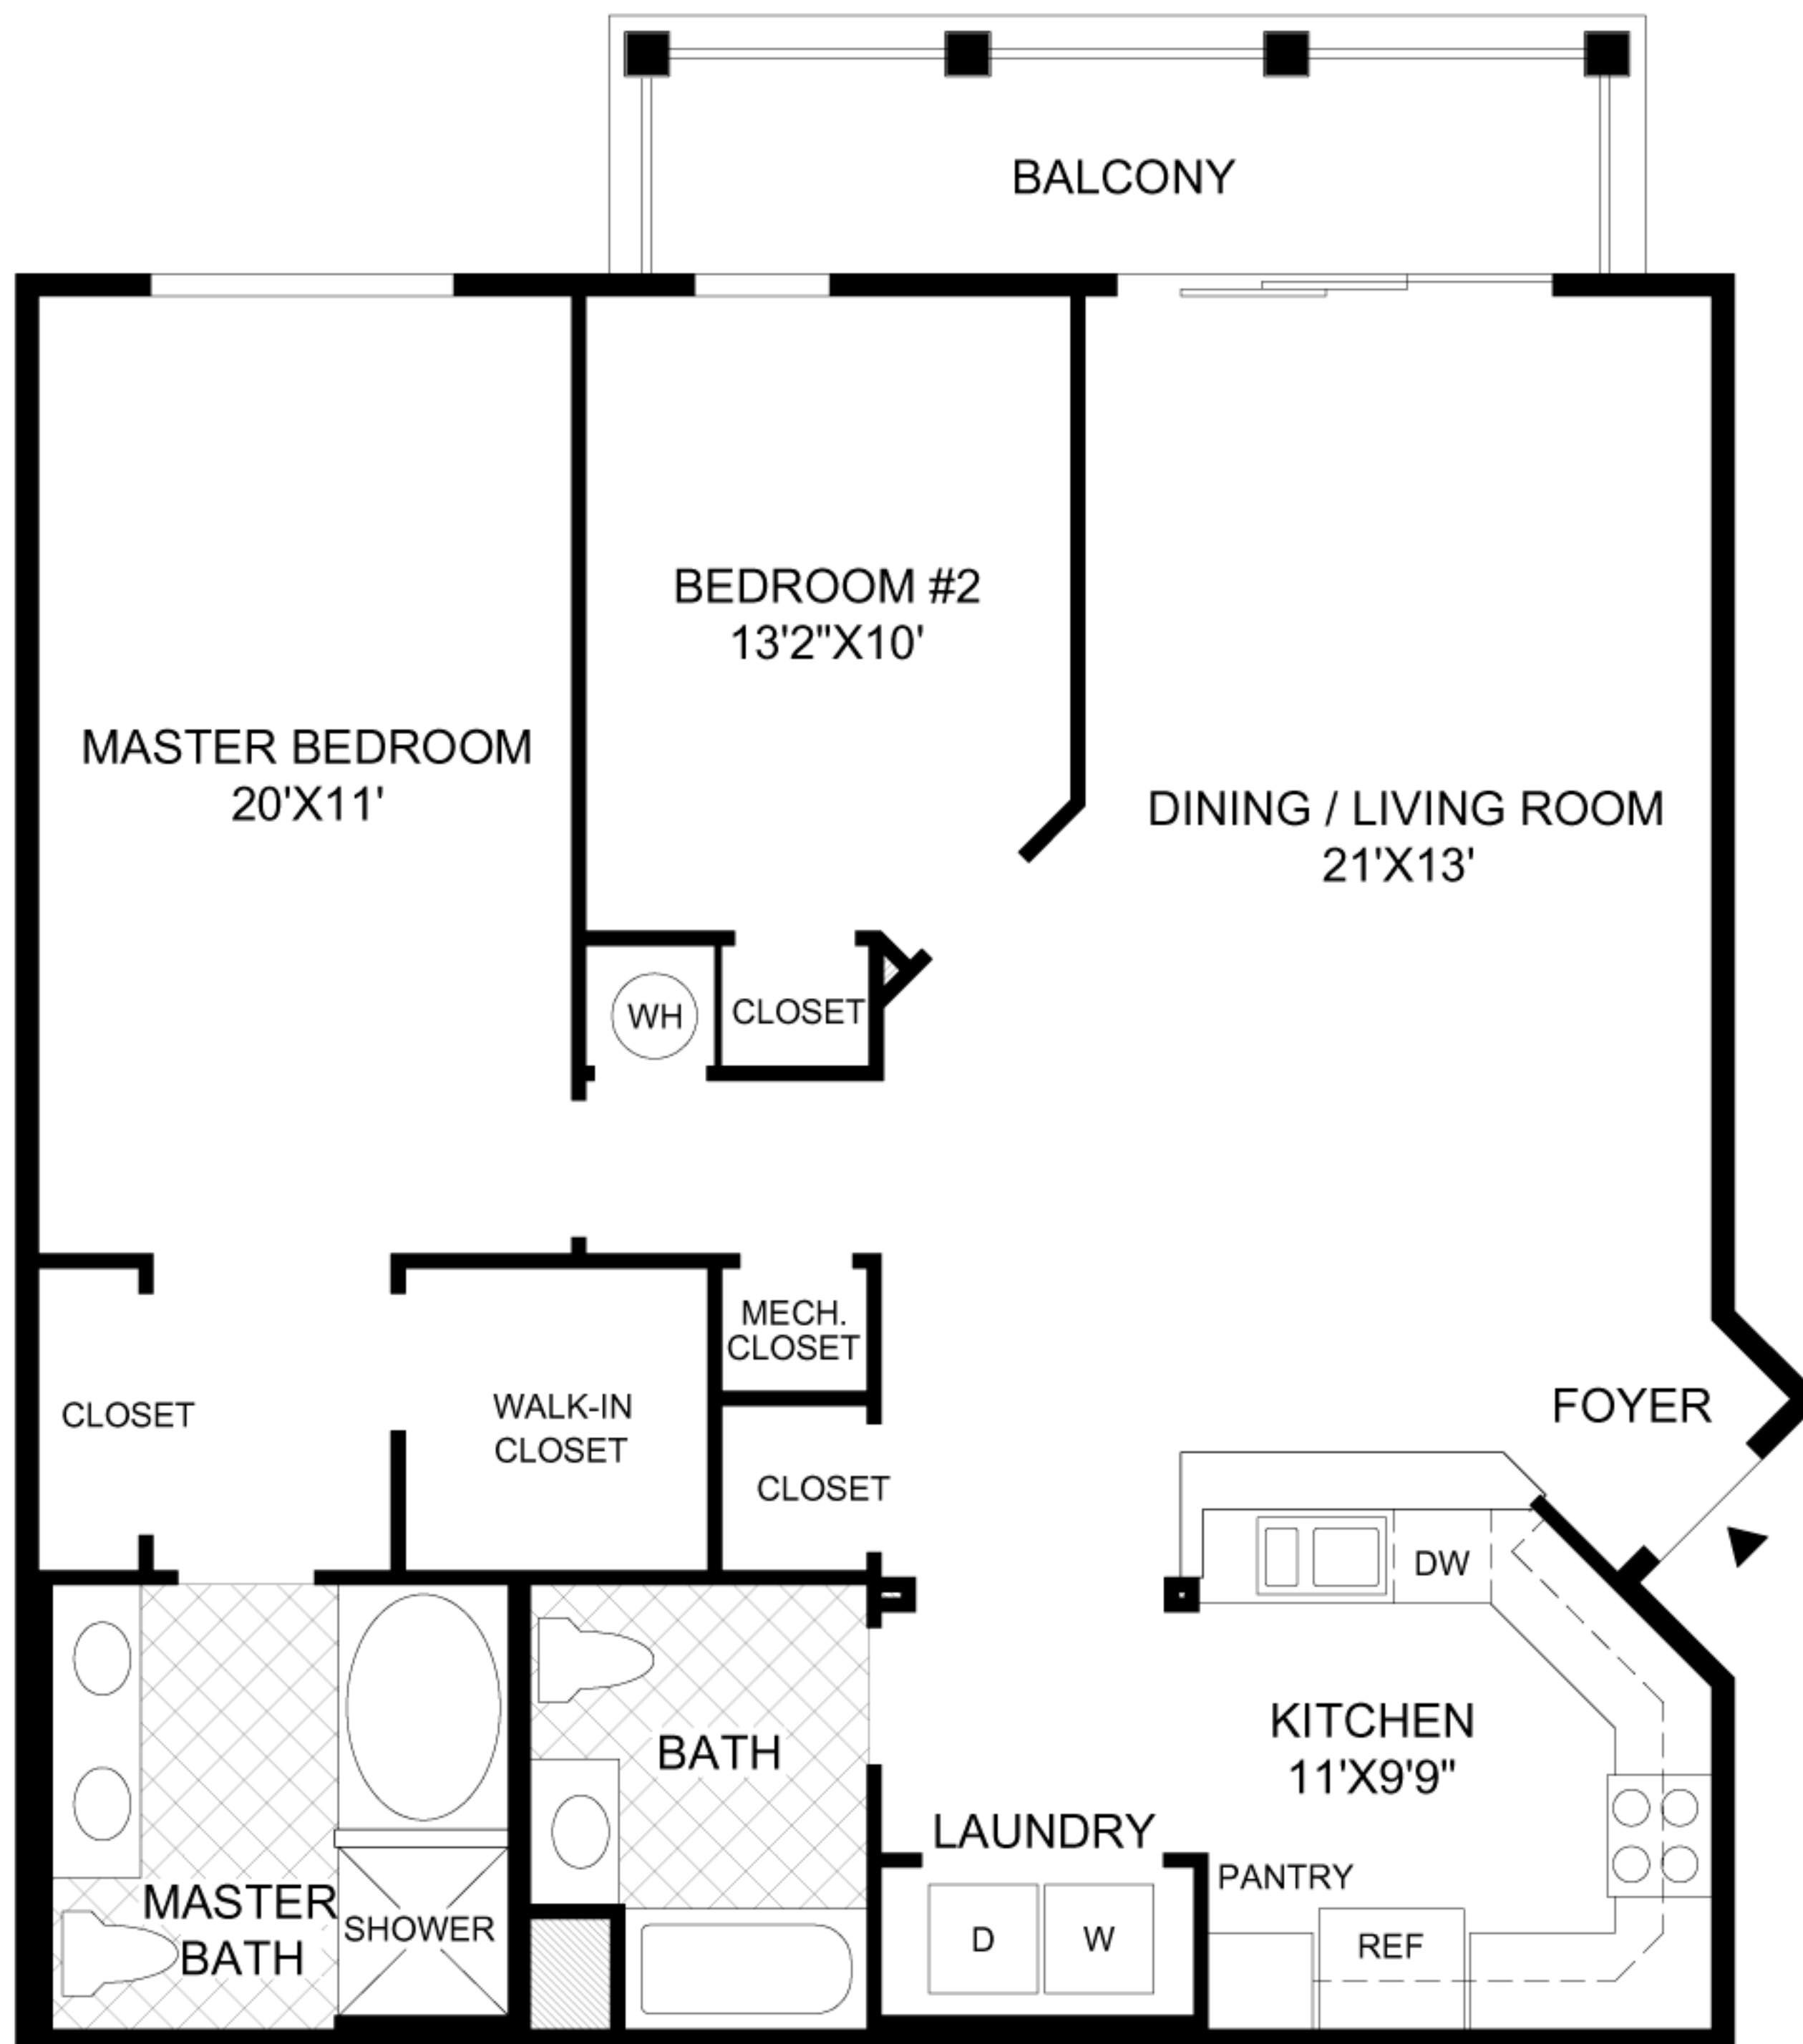 BALCONY
BEDROOM #2
13'2"X10'
MASTER BEDROOM
20'X11'
DINING / LIVING ROOM
21'X13'
WH
CLOSET
MECH.
CLOSET
CLOSET
WALK-IN
CLOSET
FOYER
CLOSET
DW
KITCHEN
11'X9'9"
BATH
LAUNDRY
PANTRY
MASTER
BATH
SHOWER
D
W
REF